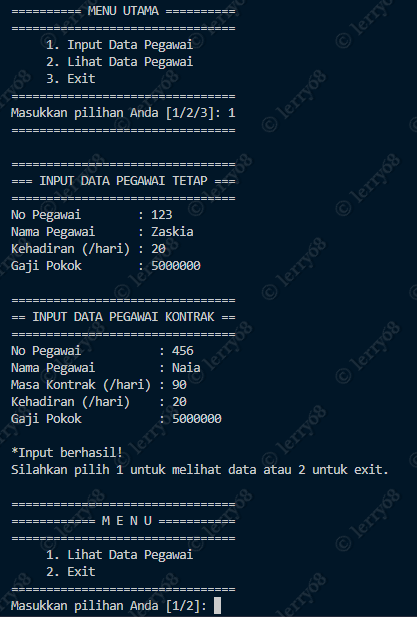 ========== MENU UTAMA ==========
================================
1. Input Data Pegawai
2. Lihat Data Pegawai
3. Exit
================================
Masukkan pilihan Anda [1/2/3]: 1
================================
================================
=== INPUT DATA PEGAWAI TETAP ===
================================
No Pegawai : 123
Nama Pegawai : Zaskia
Kehadiran (/hari) : 20
Gaji Pokok : 5000000
================================
== INPUT DATA PEGAWAI KONTRAK ==
================================
No Pegawai : 456
Nama Pegawai : Naia
Masa Kontrak (/hari) : 90
Kehadiran (/hari) : 20
Gaji Pokok : 5000000
*Input berhasil!
Silahkan pilih 1 untuk melihat data atau 2 untuk exit.
================================
============ M E N U ===========
================================
1. Lihat Data Pegawai
2. Exit
================================
Masukkan pilihan Anda [1/2]:
© lerry68